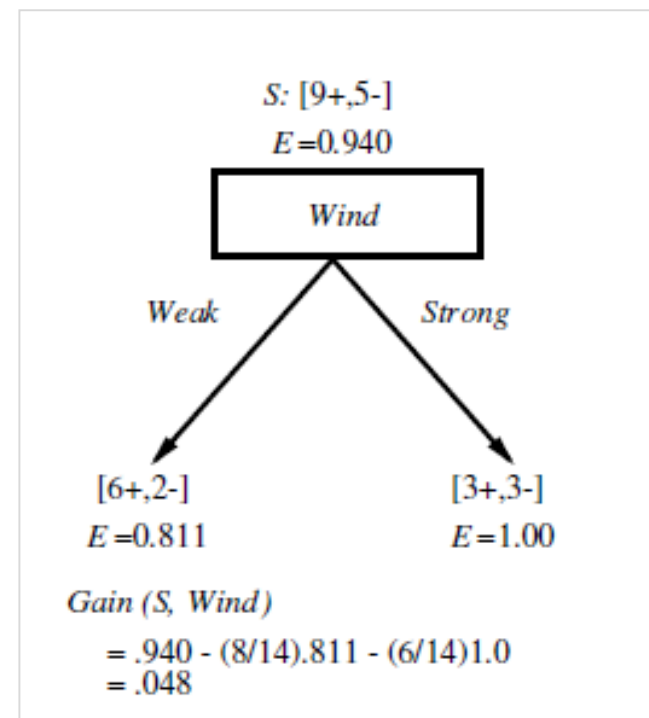 S: [9+,5-]
E=0.940
Wind
Weak Strong
[6+,2-] [3+,3-]
E=0.811 E=1.00
Gain (S, Wind)
= .940 - (8/14).811 - (6/14)1.0
= .048